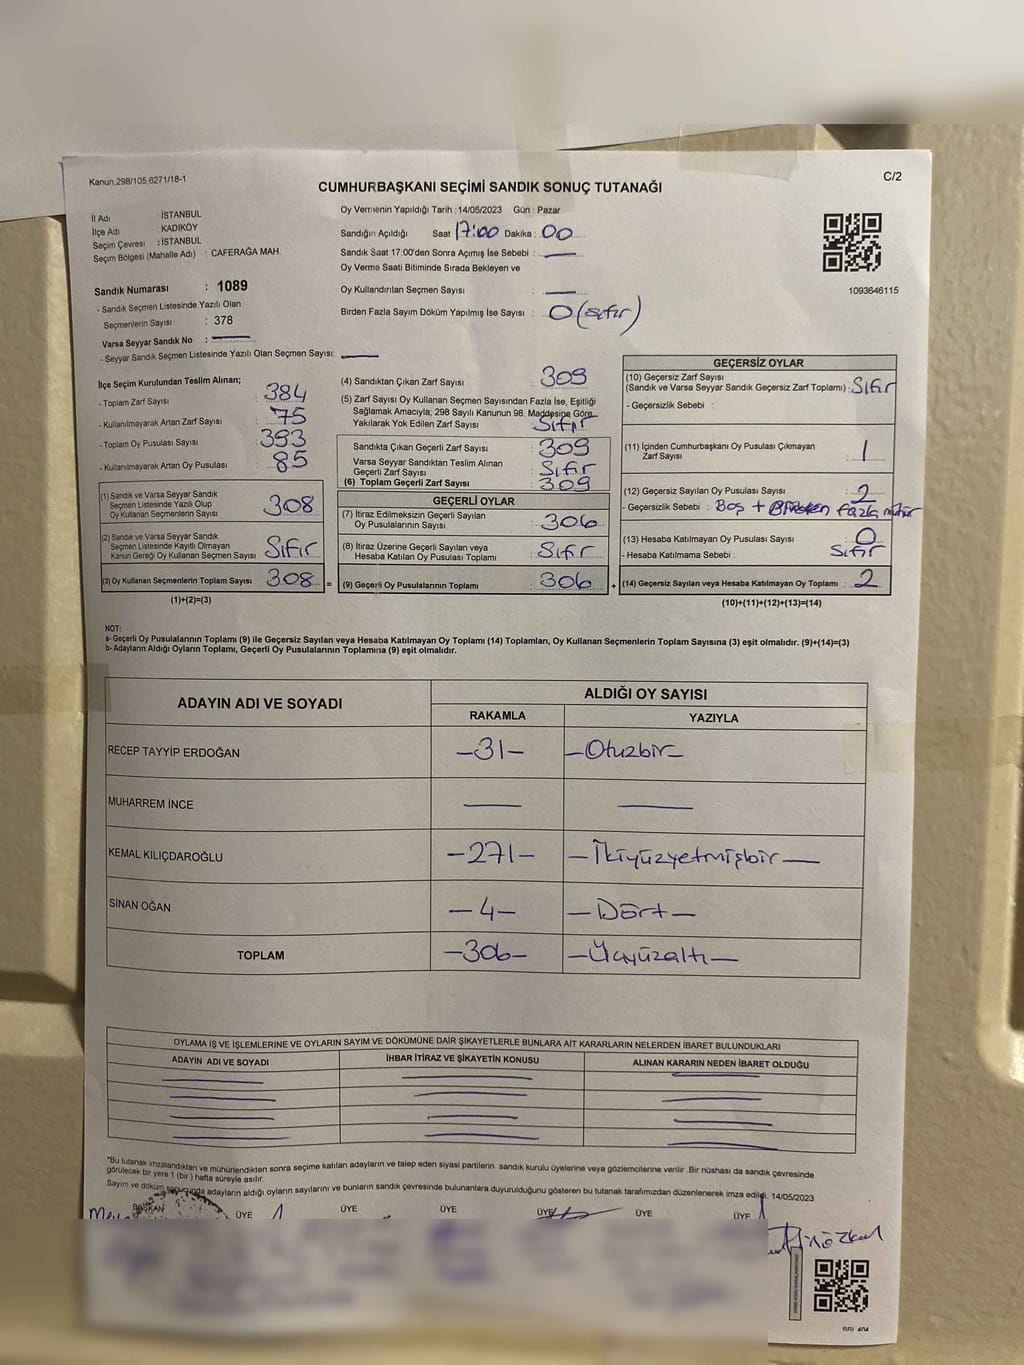 Kanun:298/105,6271/18-1
C/2
CUMHURBAŞKANI SEÇİMİ SANDIK SONUÇ TUTANAĞI
İl Adı : İSTANBUL
İlçe Adı : KADIKÖY
Seçim Çevresi : İSTANBUL
Seçim Bölgesi (Mahalle Adı) : CAFERAĞA MAH.
Sandık Numarası : 1089
- Sandık Seçmen Listesinde Yazılı Olan
Seçmenlerin Sayısı : 378
Varsa Seyyar Sandık No :
- Seyyar Sandık Seçmen Listesinde Yazılı Olan Seçmen Sayısı:
Oy Vermenin Yapıldığı Tarih : 14/05/2023 Gün : Pazar
Sandığın Açıldığı Saat 17:00 Dakika : 00
Sandık Saat 17:00'den Sonra Açımış İse Sebebi :
Oy Verme Saati Bitiminde Sırada Bekleyen ve
Oy Kullandırılan Seçmen Sayısı :
Birden Fazla Sayım Döküm Yapılmış İse Sayısı : 0 (sıfır)
1093646115
İlçe Seçim Kurulundan Teslim Alınan;
- Toplam Zarf Sayısı : 384
- Kullanılmayarak Artan Zarf Sayısı : 75
- Toplam Oy Pusulası Sayısı : 393
- Kullanılmayarak Artan Oy Pusulası : 85
(1) Sandık ve Varsa Seyyar Sandık
Seçmen Listesinde Yazılı Olup
Oy Kullanan Seçmenlerin Sayısı : 308
(2) Sandık ve Varsa Seyyar Sandık
Seçmen Listesinde Kayıtlı Olmayan
Kanun Gereği Oy Kullanan Seçmen Sayısı : Sıfır
(3) Oy Kullanan Seçmenlerin Toplam Sayısı : 308 =
(1)+(2)=(3)
(4) Sandıktan Çıkan Zarf Sayısı : 309
(5) Zarf Sayısı Oy Kullanan Seçmen Sayısından Fazla İse, Eşitliği
Sağlamak Amacıyla; 298 Sayılı Kanunun 98. Maddesine Göre
Yakılarak Yok Edilen Zarf Sayısı : Sıfır
Sandıkta Çıkan Geçerli Zarf Sayısı : 309
Varsa Seyyar Sandıktan Teslim Alınan
Geçerli Zarf Sayısı : Sıfır
(6) Toplam Geçerli Zarf Sayısı : 309
GEÇERLİ OYLAR
(7) İtiraz Edilmeksizin Geçerli Sayılan
Oy Pusulalarının Sayısı : 306
(8) İtiraz Üzerine Geçerli Sayılan veya
Hesaba Katılan Oy Pusulası Toplamı : Sıfır
(9) Geçerli Oy Pusulalarının Toplamı : 306 +
GEÇERSİZ OYLAR
(10) Geçersiz Zarf Sayısı
(Sandık ve Varsa Seyyar Sandık Geçersiz Zarf Toplamı) : Sıfır
- Geçersizlik Sebebi :
(11) İçinden Cumhurbaşkanı Oy Pusulası Çıkmayan
Zarf Sayısı : 1
(12) Geçersiz Sayılan Oy Pusulası Sayısı : 2
- Geçersizlik Sebebi : Boş + fazla mühür
(13) Hesaba Katılmayan Oy Pusulası Sayısı : 0
- Hesaba Katılmama Sebebi : Sıfır
(14) Geçersiz Sayılan veya Hesaba Katılmayan Oy Toplamı : 2
(10)+(11)+(12)+(13)=(14)
NOT:
a- Geçerli Oy Pusulalarının Toplamı (9) ile Geçersiz Sayılan veya Hesaba Katılmayan Oy Toplamı (14) Toplamları, Oy Kullanan Seçmenlerin Toplam Sayısına (3) eşit olmalıdır. (9)+(14)=(3)
b- Adayların Aldığı Oyların Toplamı, Geçerli Oy Pusulalarının Toplamına (9) eşit olmalıdır.
ADAYIN ADI VE SOYADI
ALDIĞI OY SAYISI
RAKAMLA YAZIYLA
RECEP TAYYİP ERDOĞAN -31- -Otuzbir-
MUHARREM İNCE
KEMAL KILIÇDAROĞLU -271- -İkiyüzyetmişbir-
SİNAN OĞAN -4- -Dört-
TOPLAM -306- -Üçyüzaltı-
OYLAMA İŞ VE İŞLEMLERİNE VE OYLARIN SAYIM VE DÖKÜMÜNE DAİR ŞİKAYETLERLE BUNLARA AİT KARARLARIN NELERDEN İBARET BULUNDUKLARI
ADAYIN ADI VE SOYADI İHBAR İTİRAZ VE ŞİKAYETİN KONUSU ALINAN KARARIN NEDEN İBARET OLDUĞU
*Bu tutanak imzalandıktan ve mühürlendikten sonra seçime katılan adayların ve talep eden siyasi partilerin sandık kurulu üyelerine veya gözlemcilerine verilir. Bir nüshası da sandık çevresinde
görülecek bir yere 1 (bir) hafta süreyle asılır.
Sayım ve döküm sonucunda adayların aldığı oyların sayılarını ve bunların sandık çevresinde bulunanlara duyurulduğunu gösteren bu tutanak tarafımızdan düzenlenerek imza edildi. 14/05/2023
BAŞKAN ÜYE ÜYE ÜYE ÜYE ÜYE ÜYE